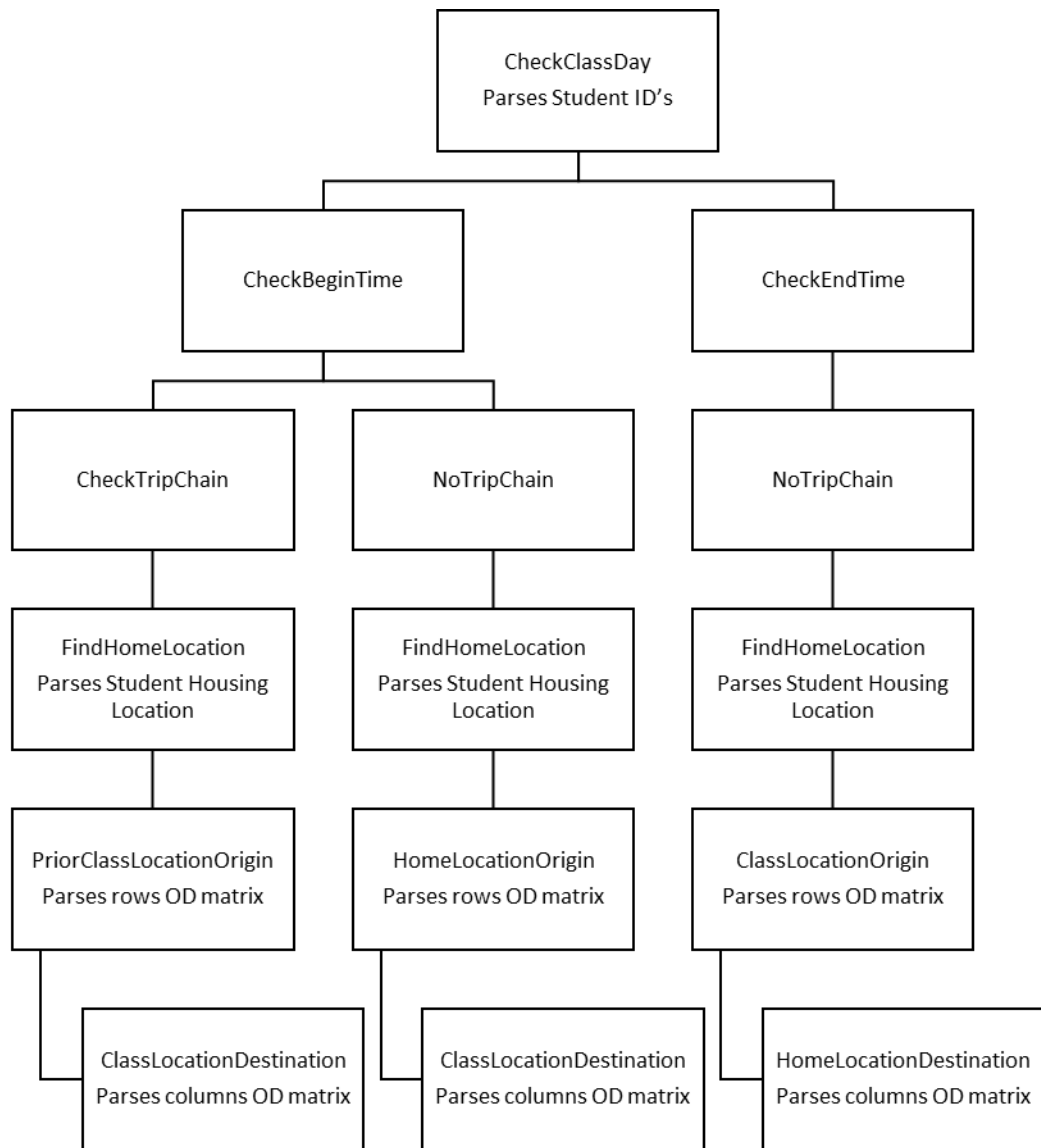 CheckClassDay
Parses Student ID’s
CheckBeginTime
CheckEndTime
CheckTripChain
NoTripChain
NoTripChain
FindHomeLocation
Parses Student Housing
Location
FindHomeLocation
Parses Student Housing
Location
FindHomeLocation
Parses Student Housing
Location
PriorClassLocationOrigin
Parses rows OD matrix
HomeLocationOrigin
Parses rows OD matrix
ClassLocationOrigin
Parses rows OD matrix
ClassLocationDestination
Parses columns OD matrix
ClassLocationDestination
Parses columns OD matrix
HomeLocationDestination
Parses columns OD matrix